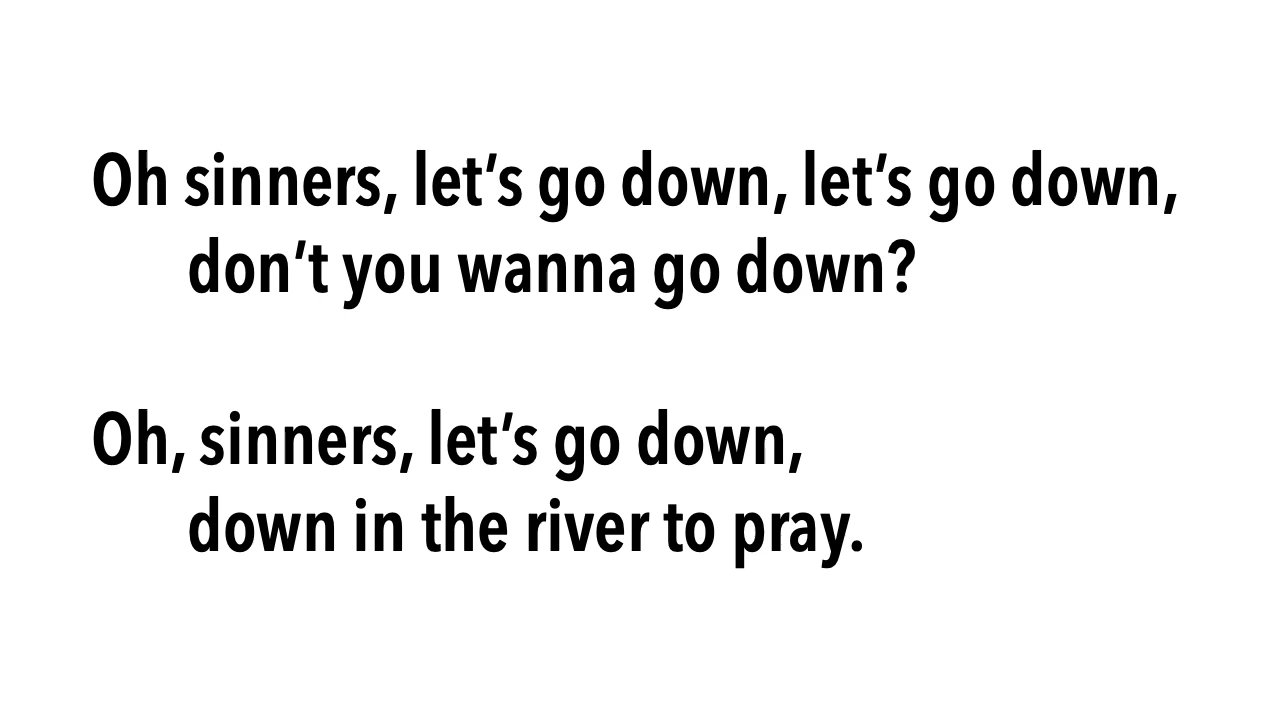 Oh sinners, let’s go down, let’s go down,
don’t you wanna go down?
Oh, sinners, let’s go down,
down in the river to pray.